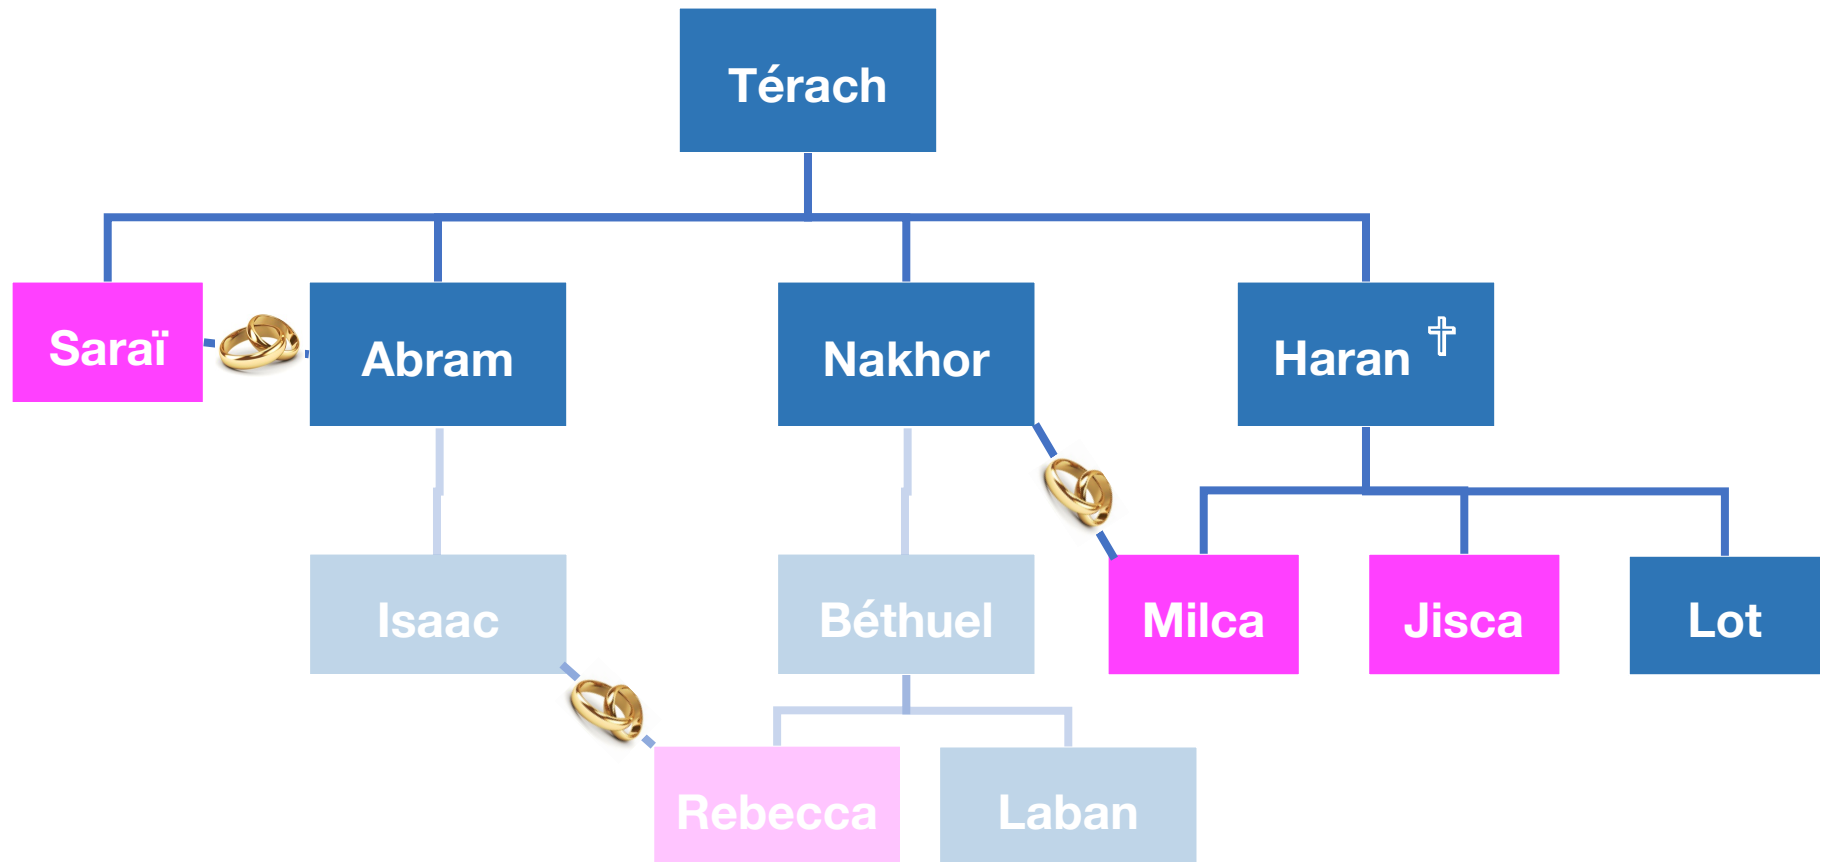 Térach
Saraï
Abram
Nakhor
Haran
Isaac
Béthuel
Milca
Jisca
Lot
Rebecca
Laban